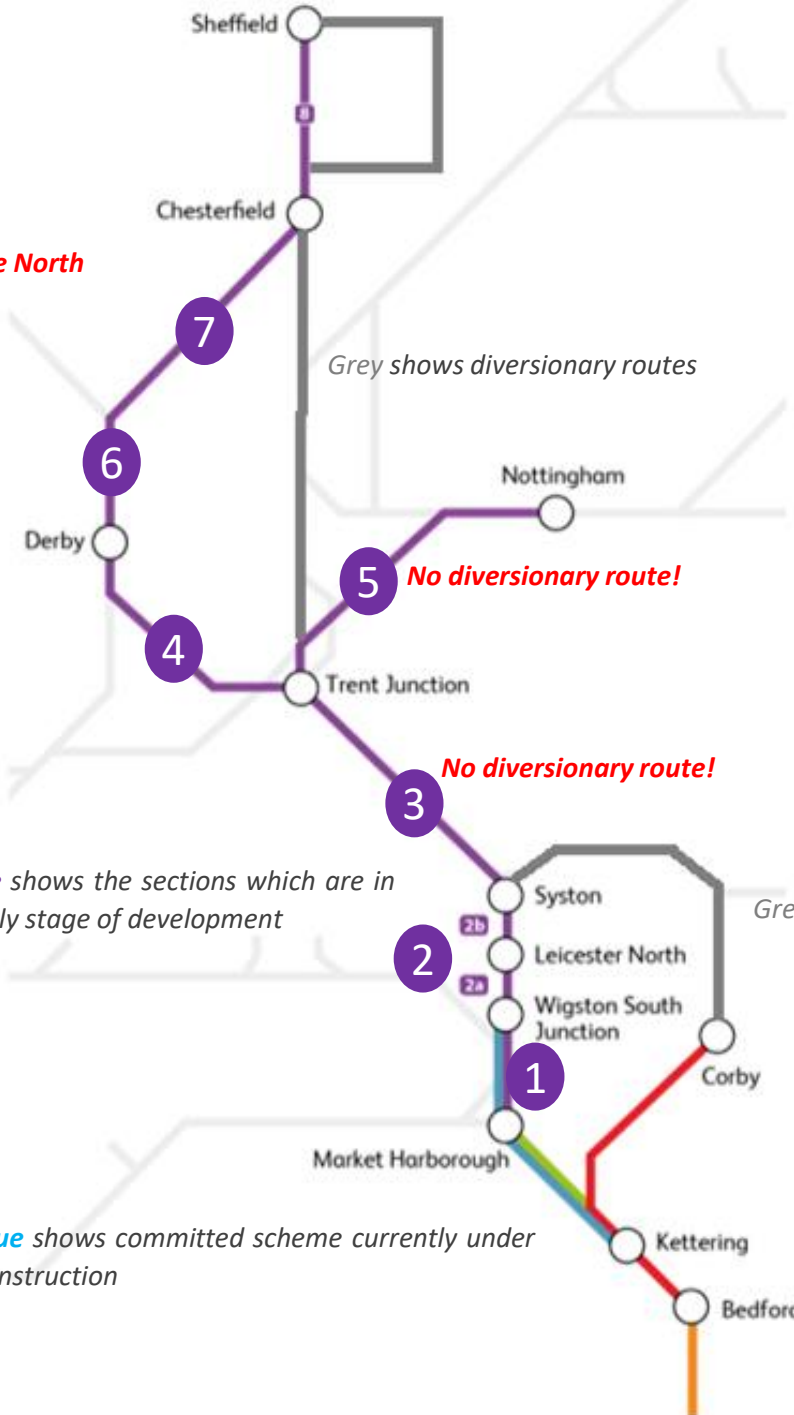 Sheffield
8
Chesterfield
e North
7
Grey shows diversionary routes
6
Nottingham
Derby
5
No diversionary route!
4
Trent Junction
No diversionary route!
3
shows the sections which are in
ly stage of development
Syston
Gre
2b
2
Leicester North
2a
Wigston South
Junction
1
Corby
Market Harborough
ue shows committed scheme currently under
nstruction
Kettering
Bedford